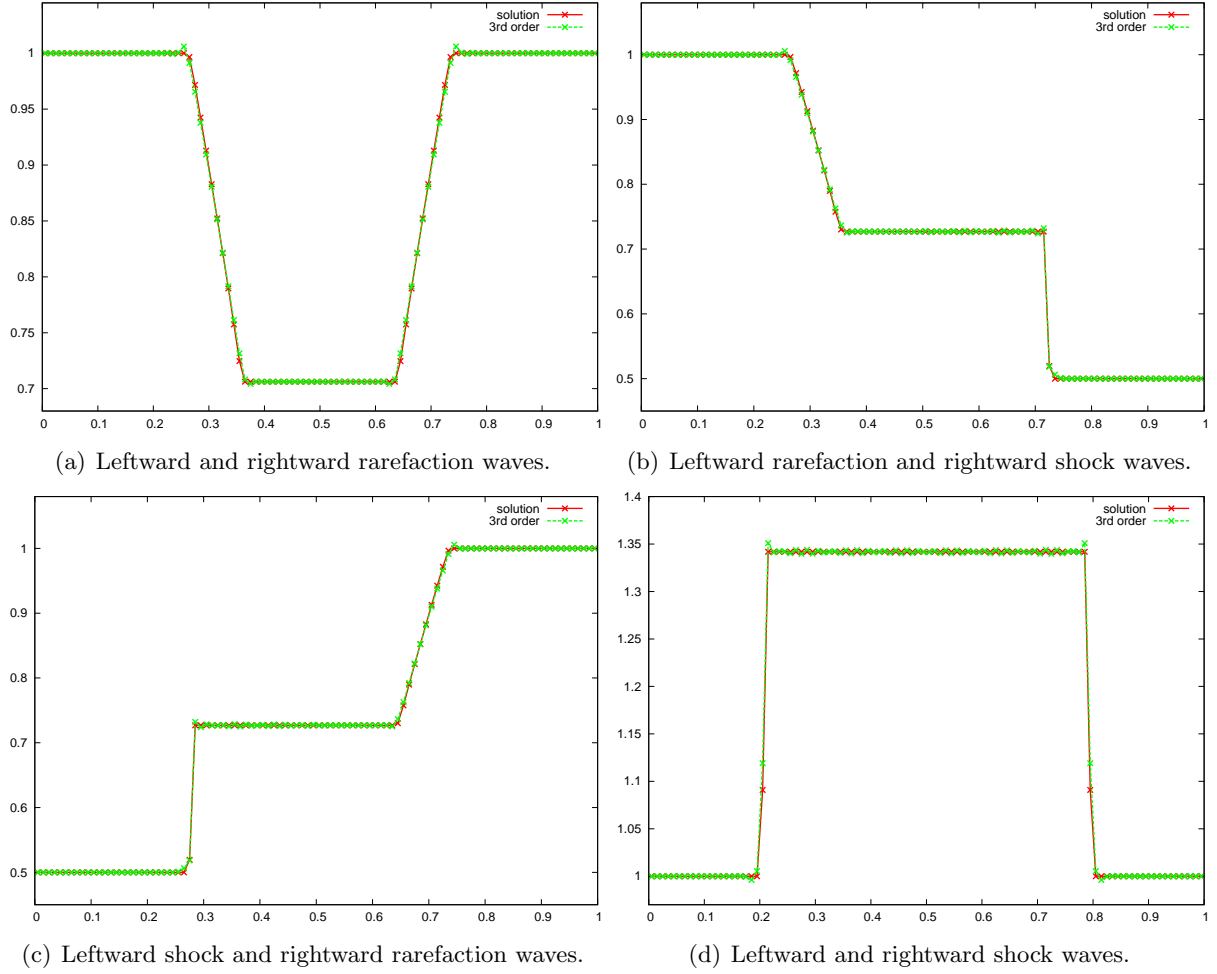 solution
3rd order
1
0.95
0.9
0.85
0.8
0.75
0.7
0 0.1 0.2 0.3 0.4 0.5 0.6 0.7 0.8 0.9 1
(a) Leftward and rightward rarefaction waves.
solution
3rd order
1
0.9
0.8
0.7
0.6
0.5
0 0.1 0.2 0.3 0.4 0.5 0.6 0.7 0.8 0.9 1
(b) Leftward rarefaction and rightward shock waves.
solution
3rd order
1
0.9
0.8
0.7
0.6
0.5
0 0.1 0.2 0.3 0.4 0.5 0.6 0.7 0.8 0.9 1
(c) Leftward shock and rightward rarefaction waves.
1.4
solution
3rd order
1.35
1.3
1.25
1.2
1.15
1.1
1.05
1
0 0.1 0.2 0.3 0.4 0.5 0.6 0.7 0.8 0.9 1
(d) Leftward and rightward shock waves.